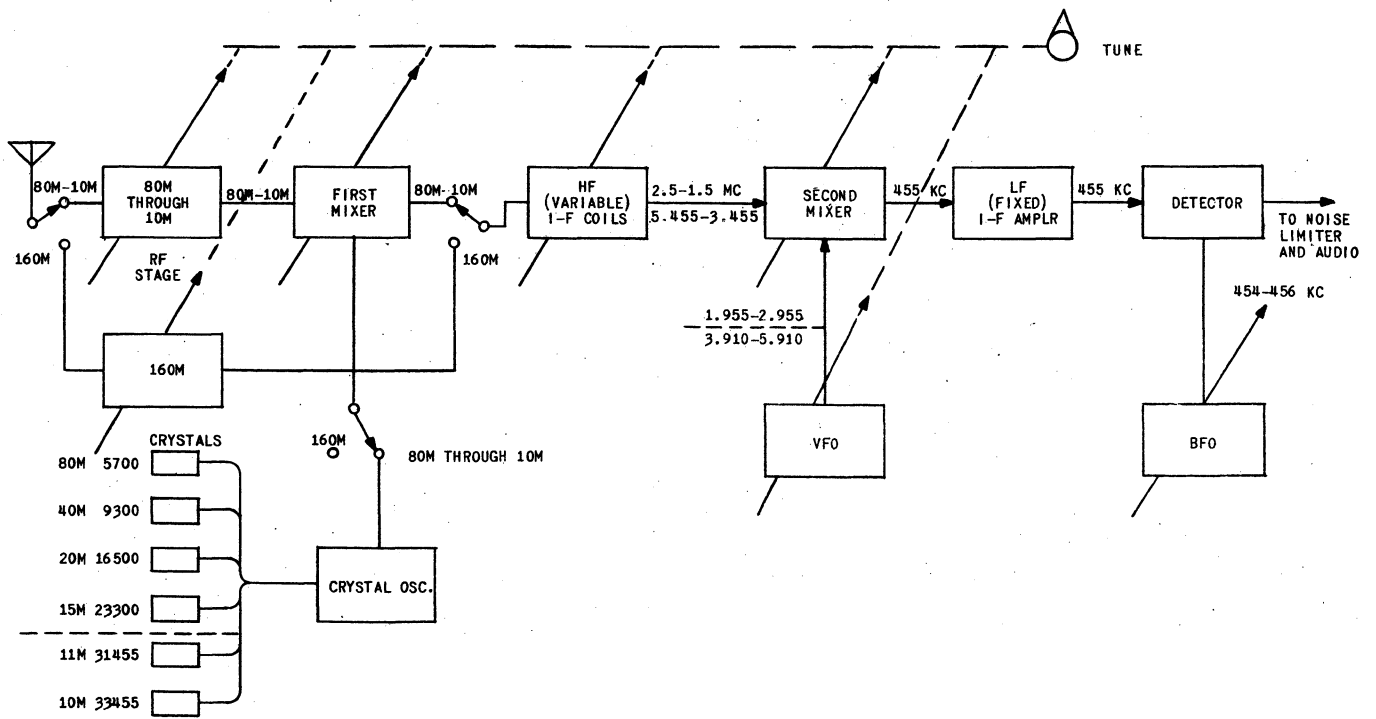 TUNE
80M-10M
80M
THROUGH
10M
80M-10M
FIRST
MIXER
80M-10M
HF
(VARIABLE)
I-F COILS
2.5-1.5 MC
5.455-3.455
SECOND
MIXER
455 KC
LF
(FIXED)
I-F AMPLR
455 KC
DETECTOR
TO NOISE
LIMITER
AND AUDIO
160M
RF
STAGE
160M
454-456 KC
1.955-2.955
3.910-5.910
160M
VFO
BFO
160M
80M THROUGH 10M
CRYSTALS
80M 5700
40M 9300
20M 16500
15M 23300
11M 31455
10M 33455
CRYSTAL OSC.